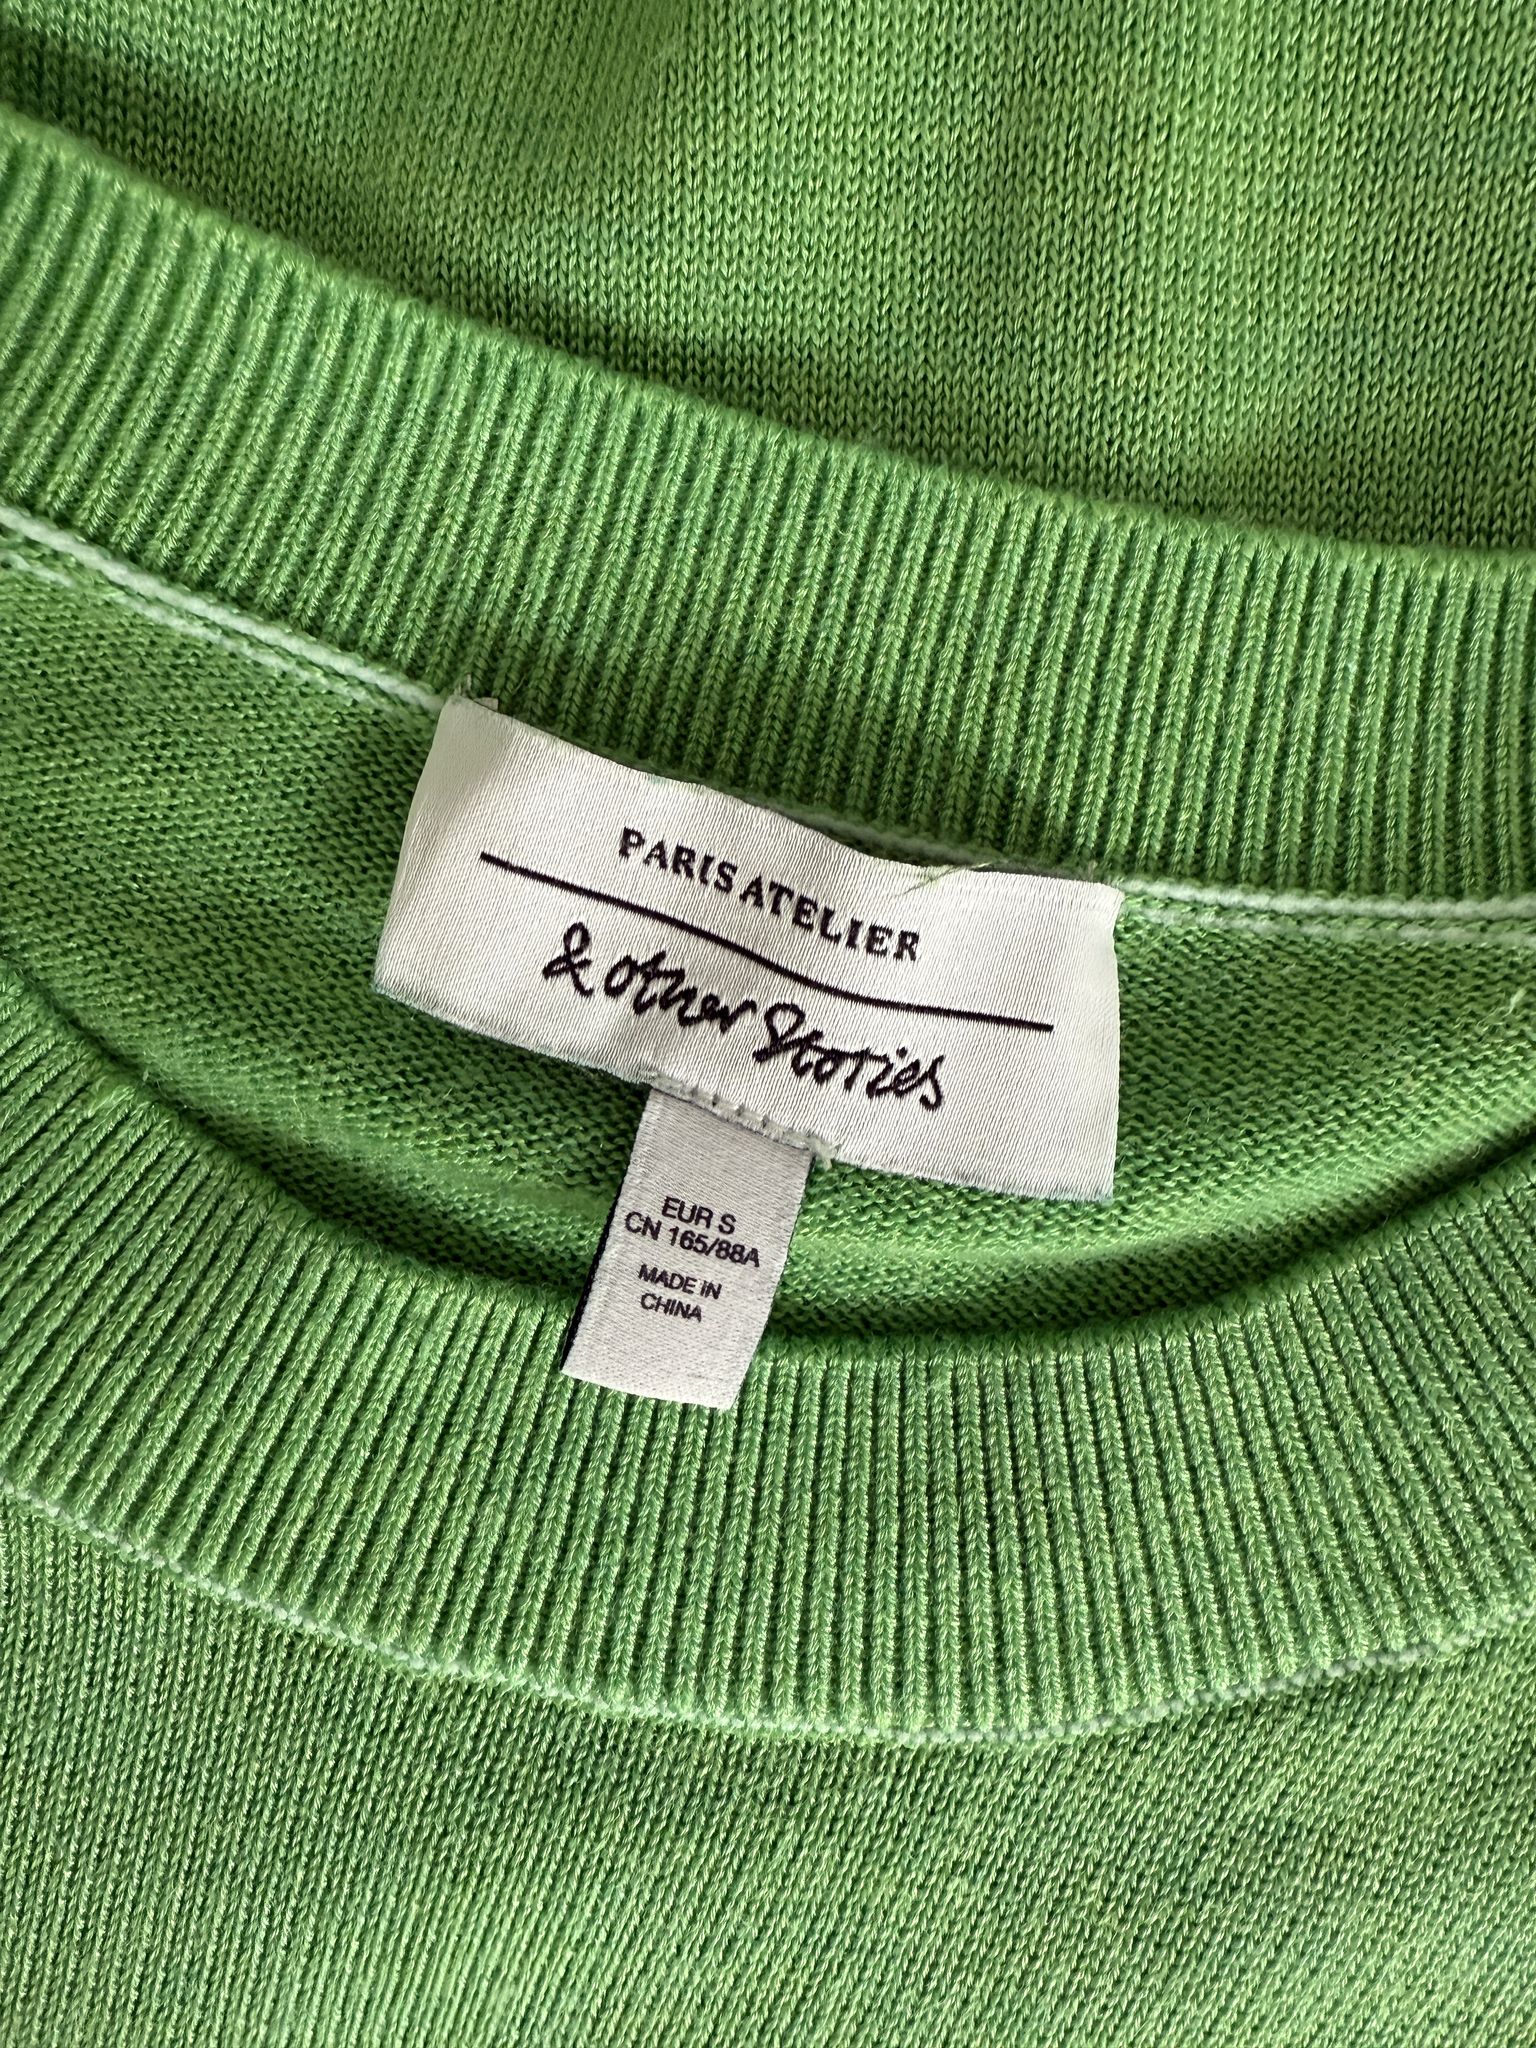 PARIS ATELIER
& other Stories
EUR S
CN 165/88A
MADE IN
CHINA